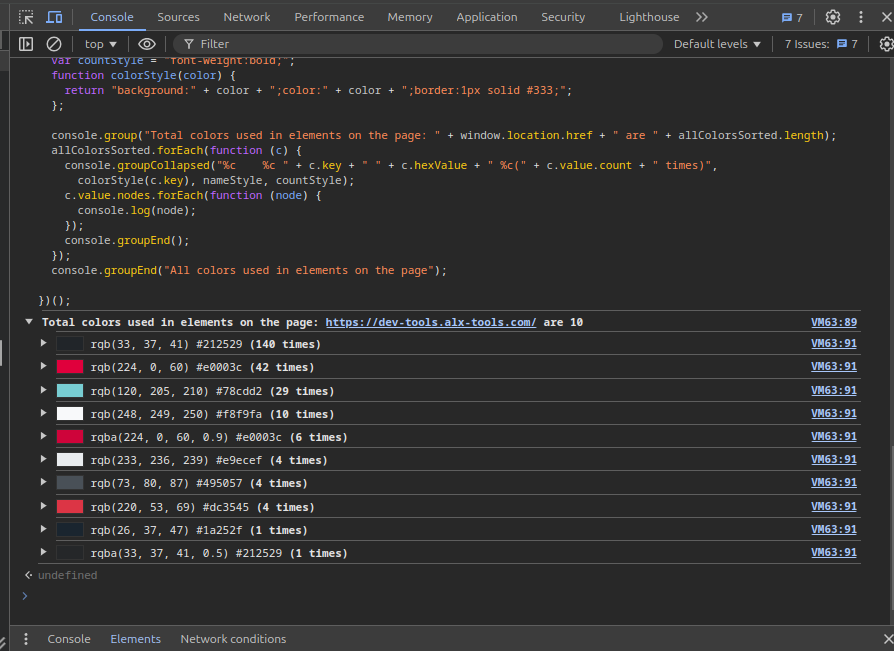 Console Sources Network Performance Memory Application Security Lighthouse 7
top Filter Default levels 7 Issues: 7
var countStyle = "font-weight:bold;";
function colorStyle(color) {
return "background:" + color + ";color:" + color + ";border:1px solid #333;";
};
console.group("Total colors used in elements on the page: " + window.location.href + " are " + allColorsSorted.length);
allColorsSorted.forEach(function (c) {
console.groupCollapsed("%c    %c " + c.key + " " + c.hexValue + " %c(" + c.value.count + " times)",
colorStyle(c.key), nameStyle, countStyle);
c.value.nodes.forEach(function (node) {
console.log(node);
});
console.groupEnd();
});
console.groupEnd("All colors used in elements on the page");
})();
Total colors used in elements on the page: https://dev-tools.alx-tools.com/ are 10 VM63:89
rgb(33, 37, 41) #212529 (140 times) VM63:91
rgb(224, 0, 60) #e0003c (42 times) VM63:91
rgb(120, 205, 210) #78cdd2 (29 times) VM63:91
rgb(248, 249, 250) #f8f9fa (10 times) VM63:91
rgba(224, 0, 60, 0.9) #e0003c (6 times) VM63:91
rgb(233, 236, 239) #e9ecef (4 times) VM63:91
rgb(73, 80, 87) #495057 (4 times) VM63:91
rgb(220, 53, 69) #dc3545 (4 times) VM63:91
rgb(26, 37, 47) #1a252f (1 times) VM63:91
rgba(33, 37, 41, 0.5) #212529 (1 times) VM63:91
undefined
Console Elements Network conditions